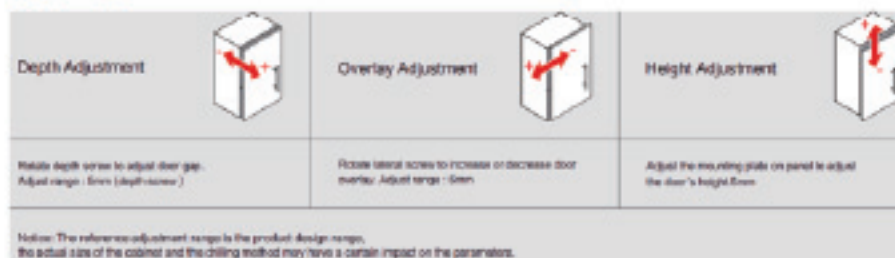 Depth Adjustment
Overlay Adjustment
Height Adjustment
Rotate depth screw to adjust door gap.
Adjust range : 6mm (depth screw )
Rotate lateral screw to increase or decrease door
overlay. Adjust range : 6mm
Adjust the mounting plate on panel to adjust
the door's height
Notice: The reference adjustment range is the product design range,
the actual size of the cabinet and the drilling method may have a certain impact on the parameters.